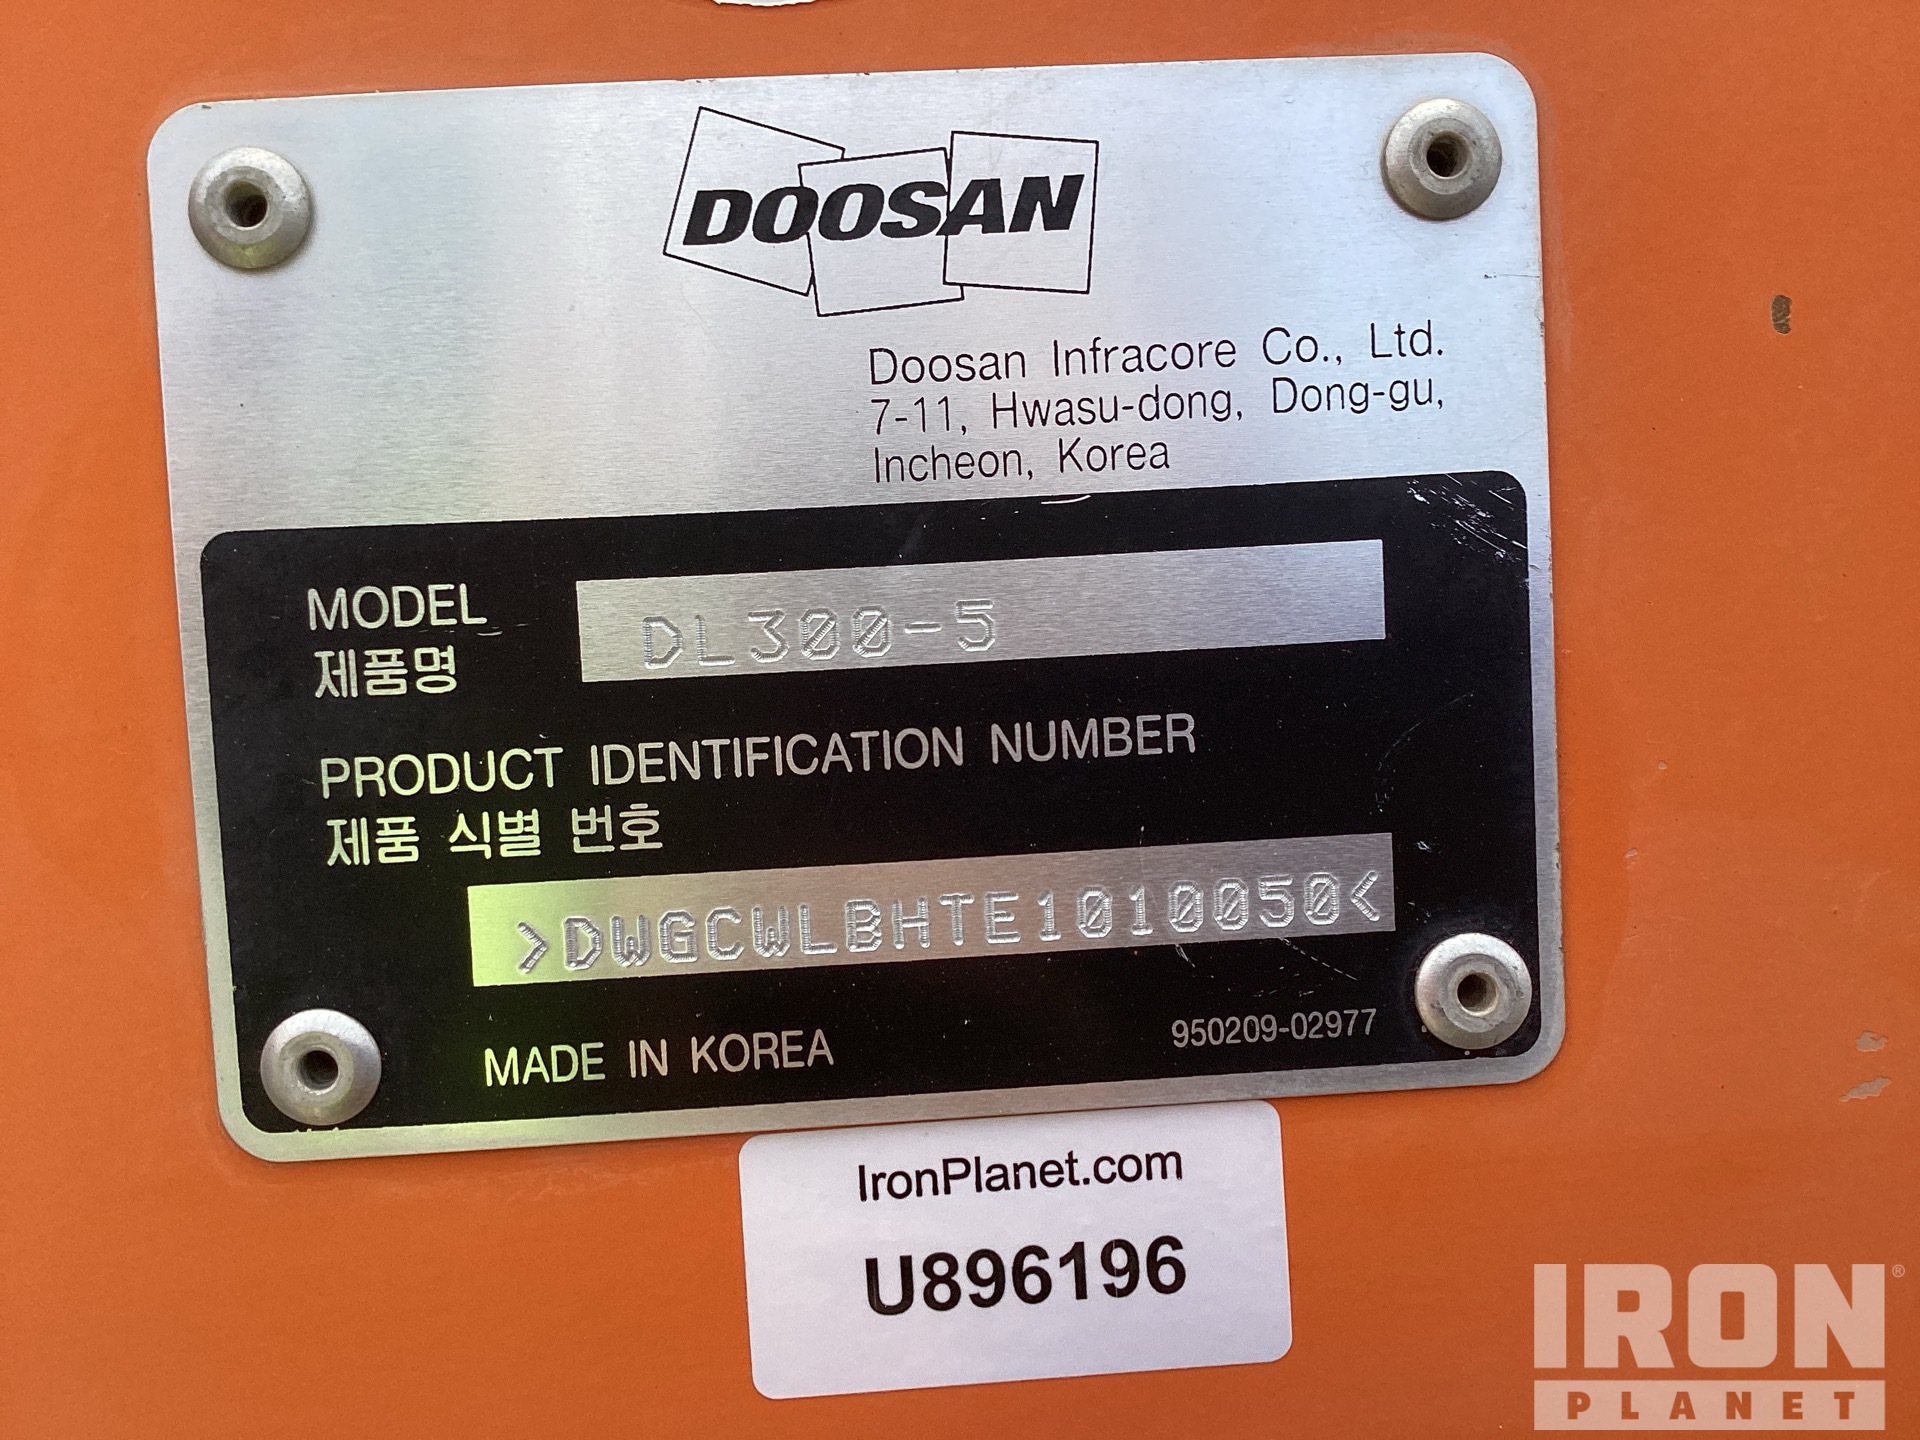 DOOSAN
Doosan Infracore Co., Ltd.
7-11, Hwasu-dong, Dong-gu,
Incheon, Korea
MODEL
제품명
DL300-5
PRODUCT IDENTIFICATION NUMBER
제품 식별 번호
>DWGCWLBHTE1010050<
MADE IN KOREA
950209-02977
IronPlanet.com
U896196
IRON®
PLANET